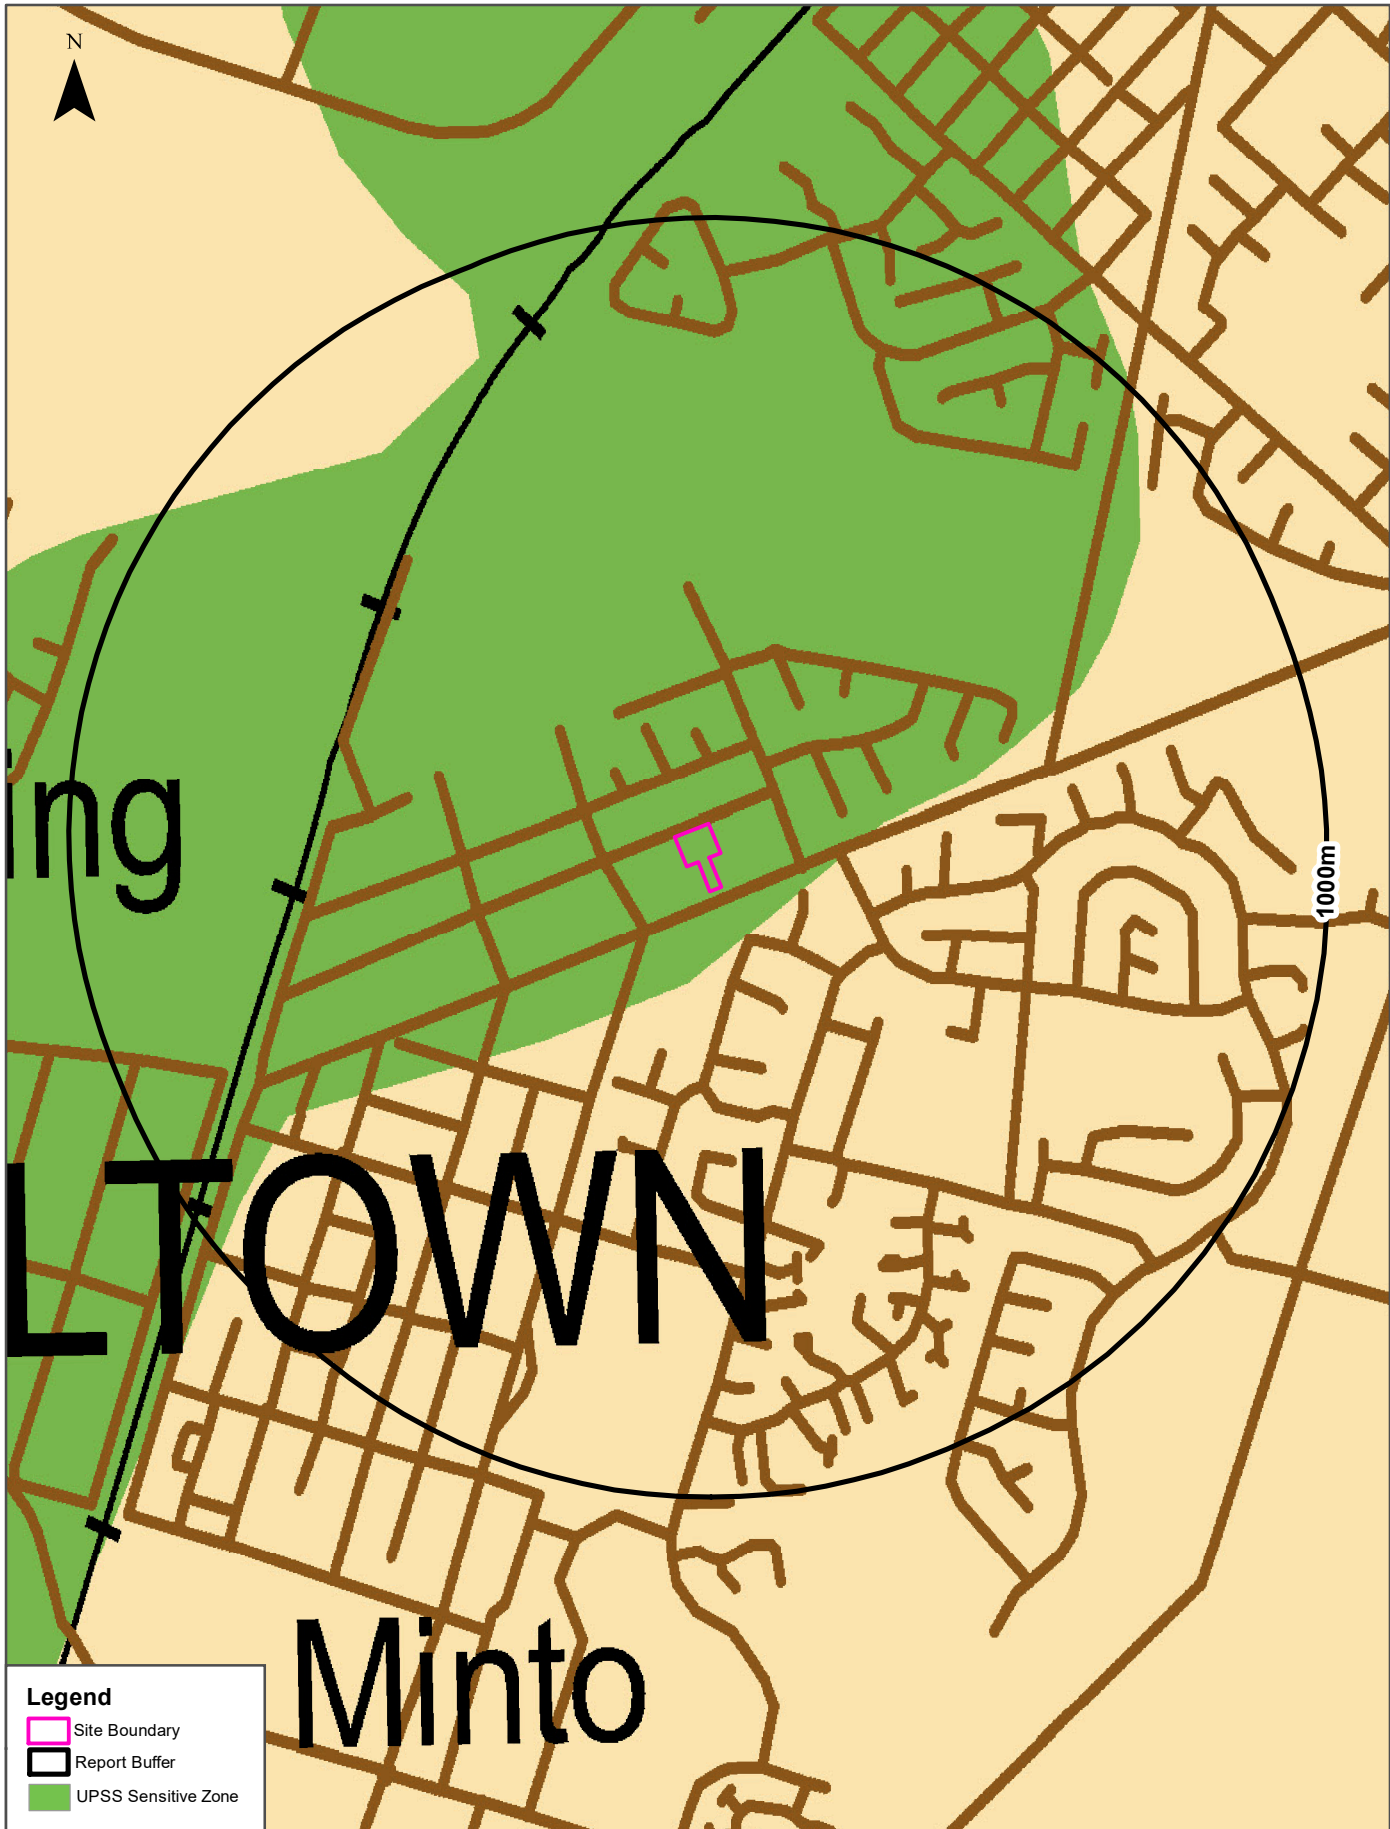 N
ing
1000m
LTOWN
Minto
Legend
Site Boundary
Report Buffer
UPSS Sensitive Zone